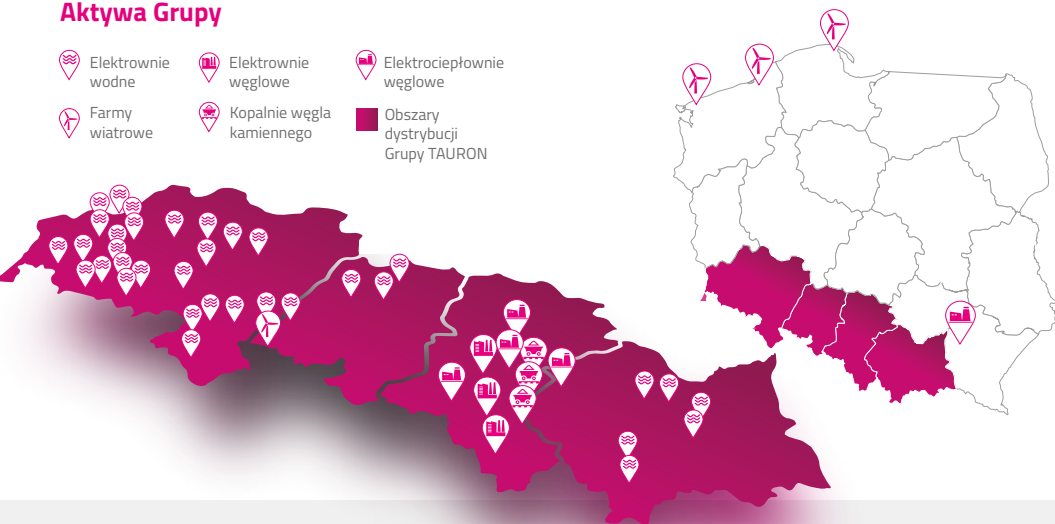 Aktywa Grupy
Elektrownie
wodne
Elektrownie
węglowe
Elektrociepłownie
węglowe
Farmy
wiatrowe
Kopalnie węgla
kamiennego
Obszary
dystrybucji
Grupy TAURON